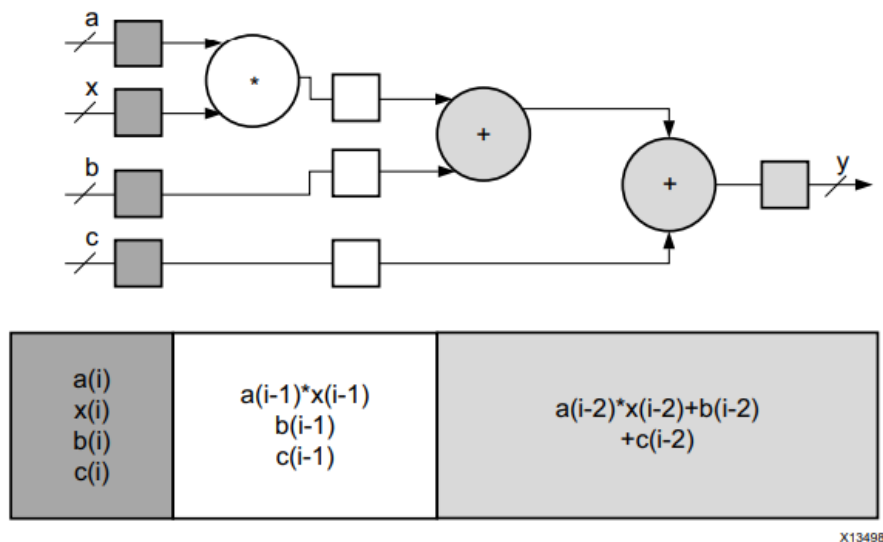 a
*
x
+
b
+
y
c
a(i)
x(i)
b(i)
c(i)
a(i-1)*x(i-1)
b(i-1)
c(i-1)
a(i-2)*x(i-2)+b(i-2)
+c(i-2)
X13498